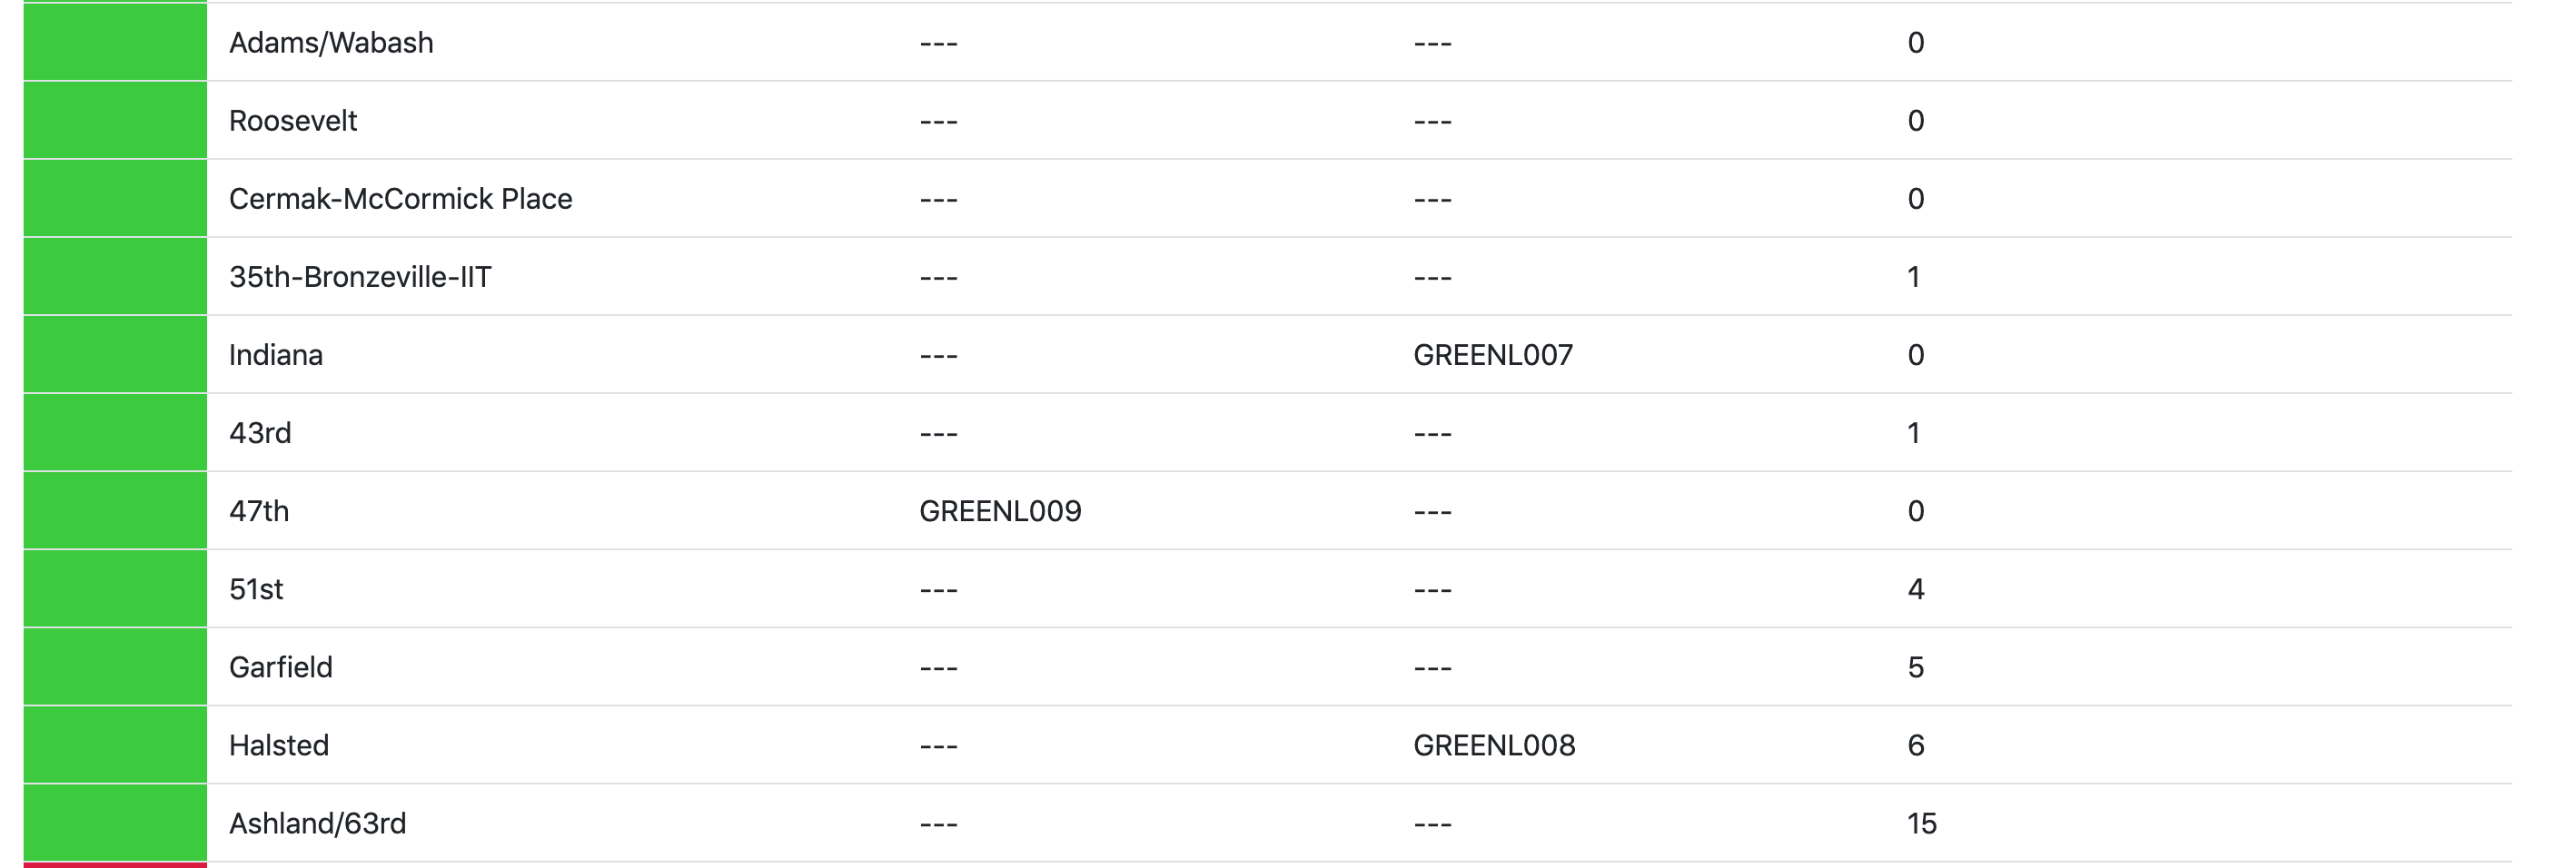 Adams/Wabash --- --- 0
Roosevelt --- --- 0
Cermak-McCormick Place --- --- 0
35th-Bronzeville-IIT --- --- 1
Indiana --- GREENL007 0
43rd --- --- 1
47th GREENL009 --- 0
51st --- --- 4
Garfield --- --- 5
Halsted --- GREENL008 6
Ashland/63rd --- --- 15